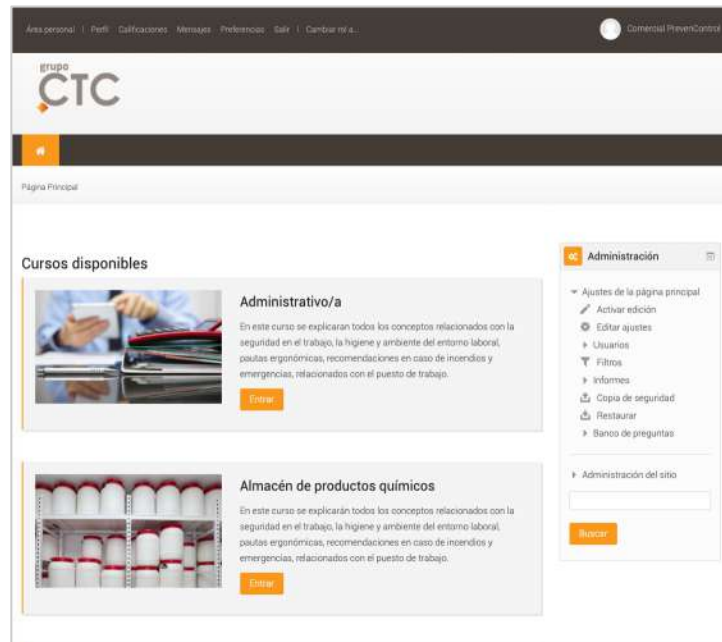 Área personal | Perfil Calificaciones Mensajes Preferencias Salir | Cambiar rol a...
Comercial PrevenControl
grupo
CTC
Página Principal
Cursos disponibles
Administrativo/a
En este curso se explicaran todos los conceptos relacionados con la
seguridad en el trabajo, la higiene y ambiente del entorno laboral,
pautas ergonómicas, recomendaciones en caso de incendios y
emergencias, relacionados con el puesto de trabajo.
Entrar
Almacén de productos químicos
En este curso se explicarán todos los conceptos relacionados con la
seguridad en el trabajo, la higiene y ambiente del entorno laboral,
pautas ergonómicas, recomendaciones en caso de incendios y
emergencias, relacionados con el puesto de trabajo.
Entrar
Administración
Ajustes de la página principal
Activar edición
Editar ajustes
Usuarios
Filtros
Informes
Copia de seguridad
Restaurar
Banco de preguntas
Administración del sitio
Buscar